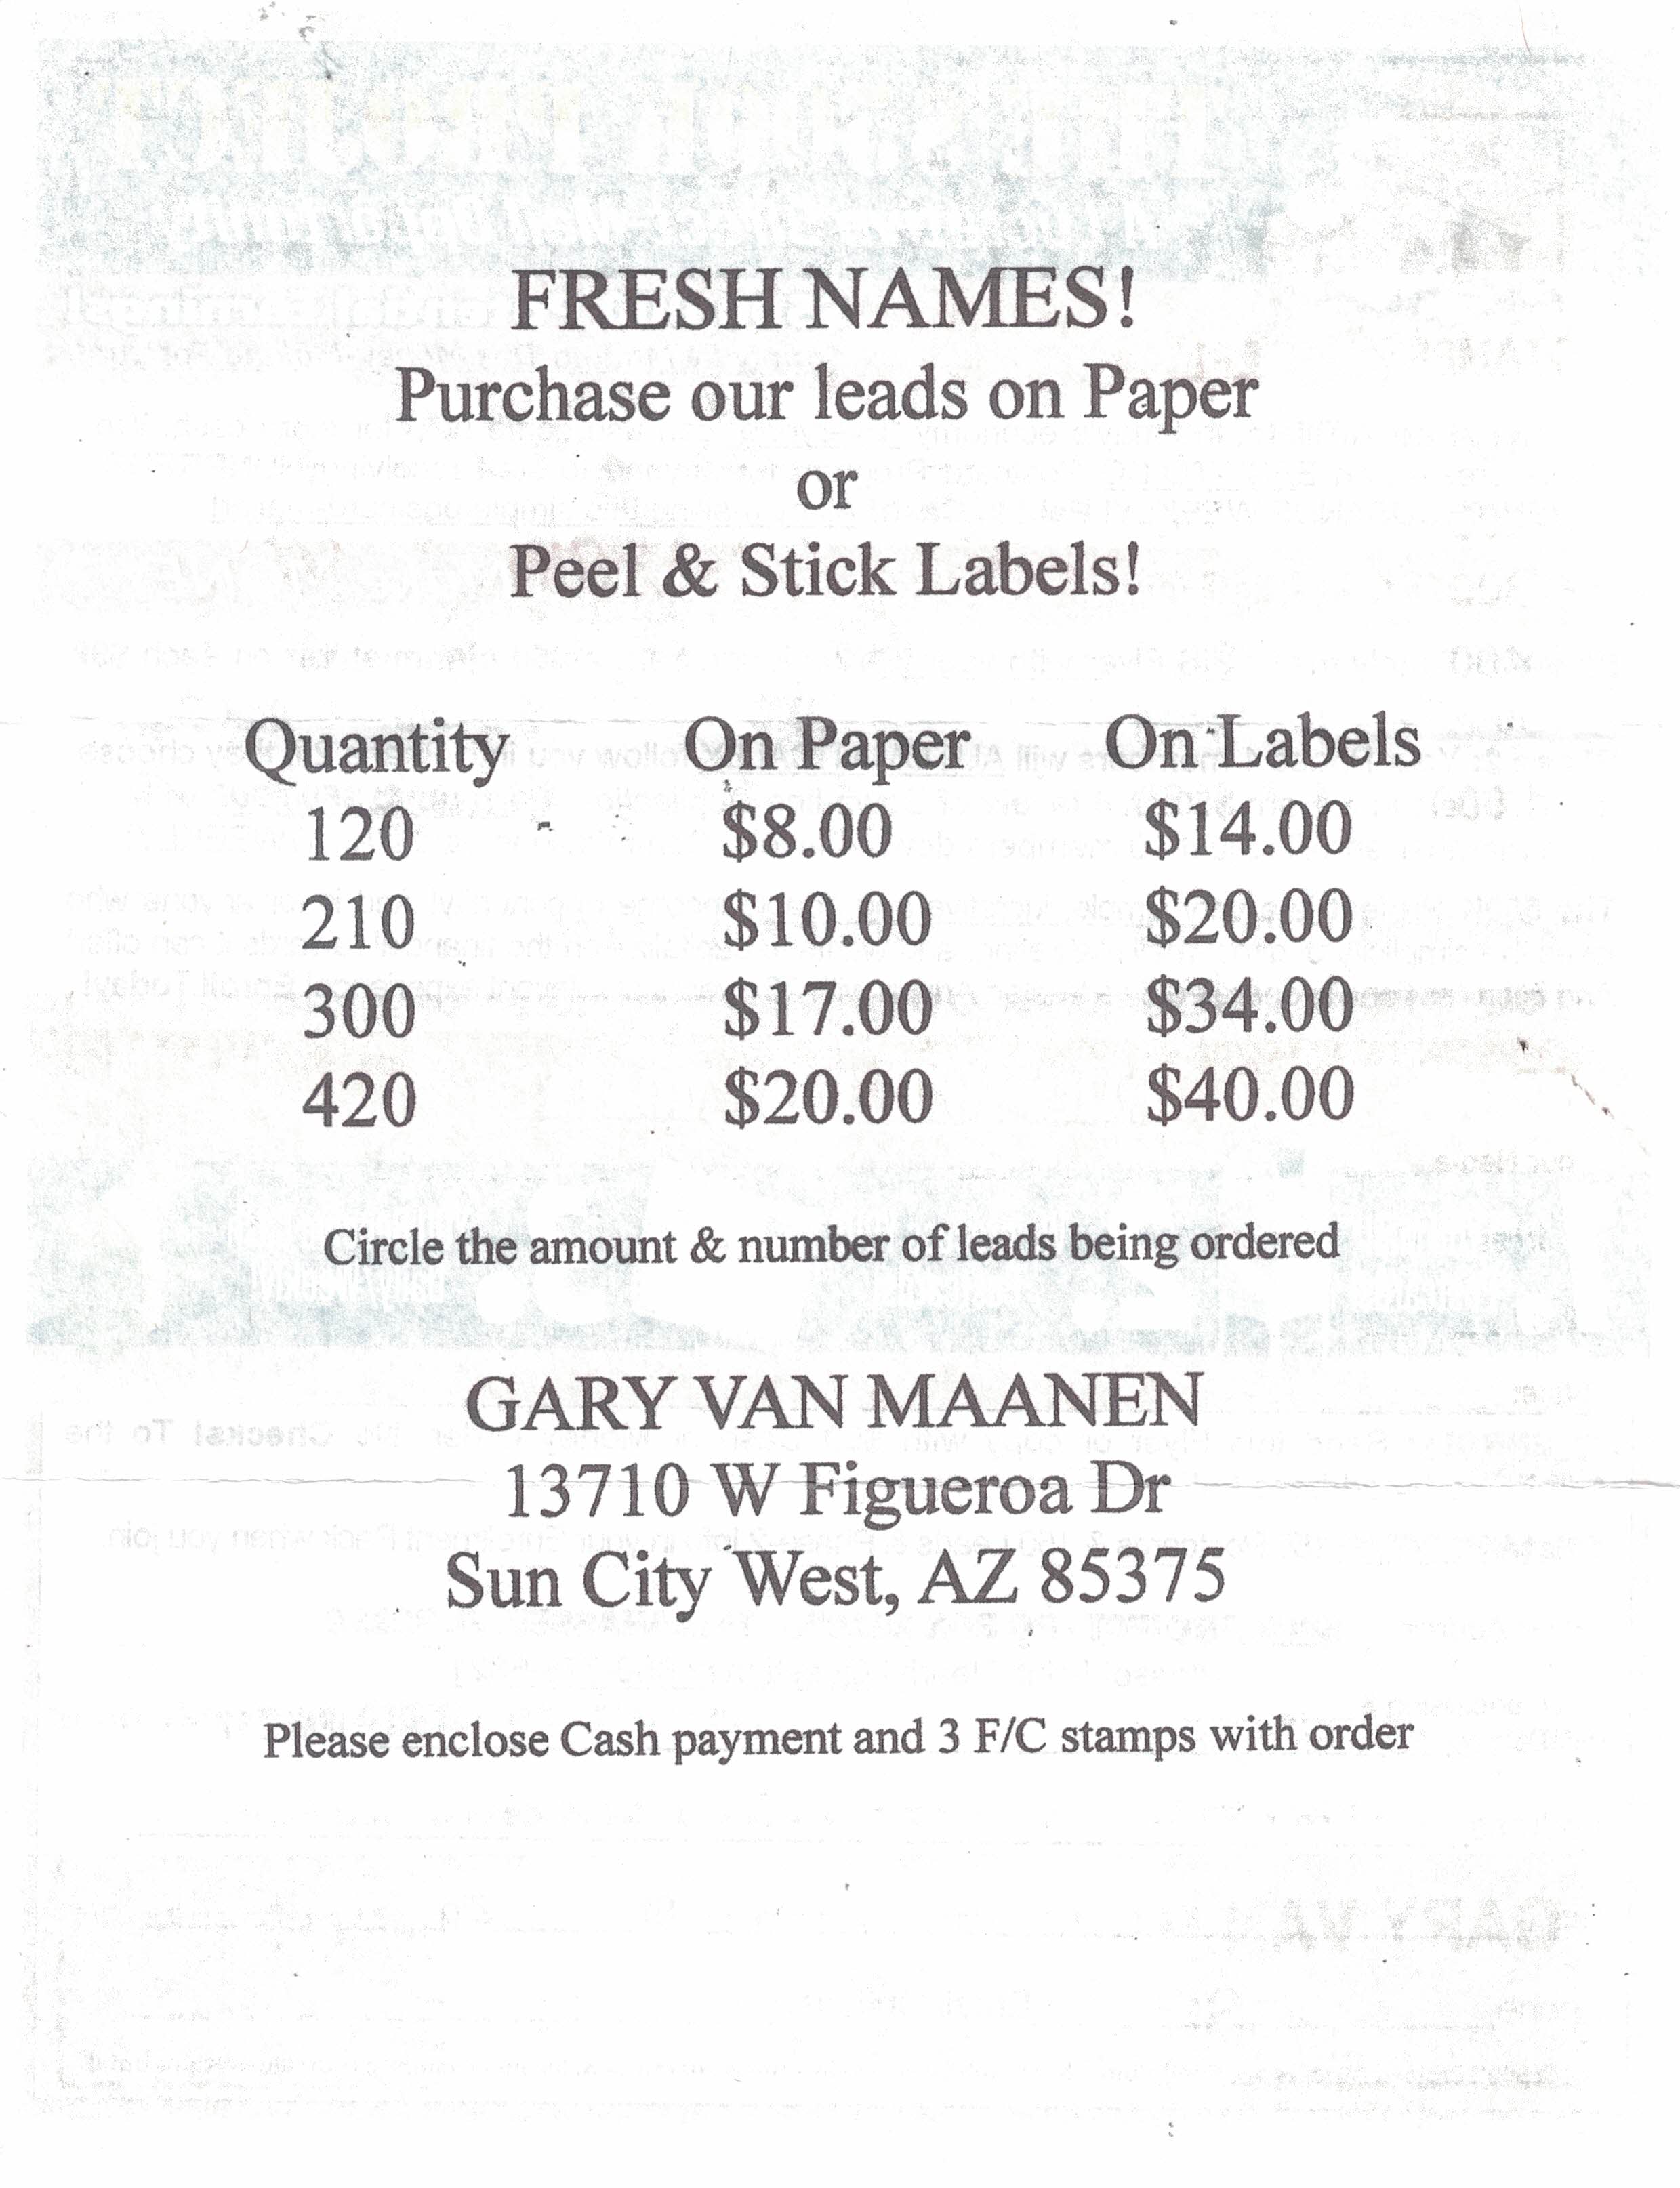 FRESH NAMES!
Purchase our leads on Paper
or
Peel & Stick Labels!
Quantity On Paper On Labels
120 $8.00 $14.00
210 $10.00 $20.00
300 $17.00 $34.00
420 $20.00 $40.00
Circle the amount & number of leads being ordered
GARY VAN MAANEN
13710 W Figueroa Dr
Sun City West, AZ 85375
Please enclose Cash payment and 3 F/C stamps with order